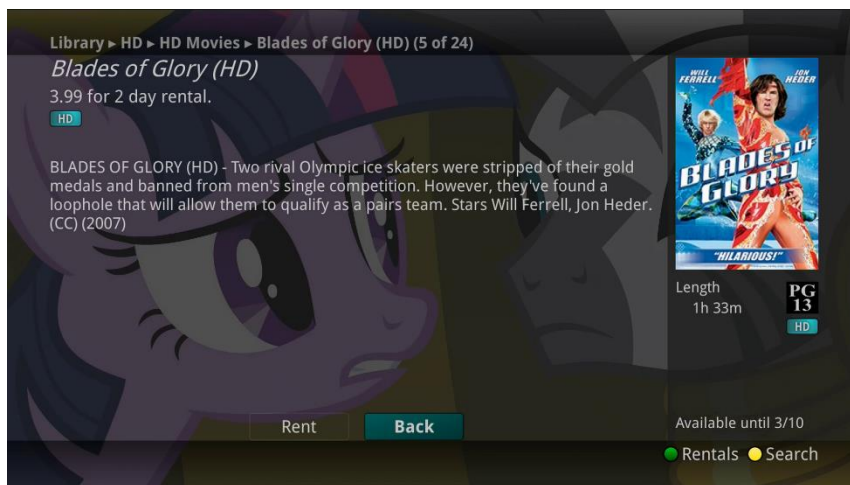 Library ▸ HD ▸ HD Movies ▸ Blades of Glory (HD) (5 of 24)
Blades of Glory (HD)
3.99 for 2 day rental.
HD
BLADES OF GLORY (HD) - Two rival Olympic ice skaters were stripped of their gold
medals and banned from men's single competition. However, they've found a
loophole that will allow them to qualify as a pairs team. Stars Will Ferrell, Jon Heder.
(CC) (2007)
WILL FERRELL
JON HEDER
BLADES OF
GLORY
"HILARIOUS!"
Length
1h 33m
PG
13
HD
Rent
Back
Available until 3/10
Rentals
Search